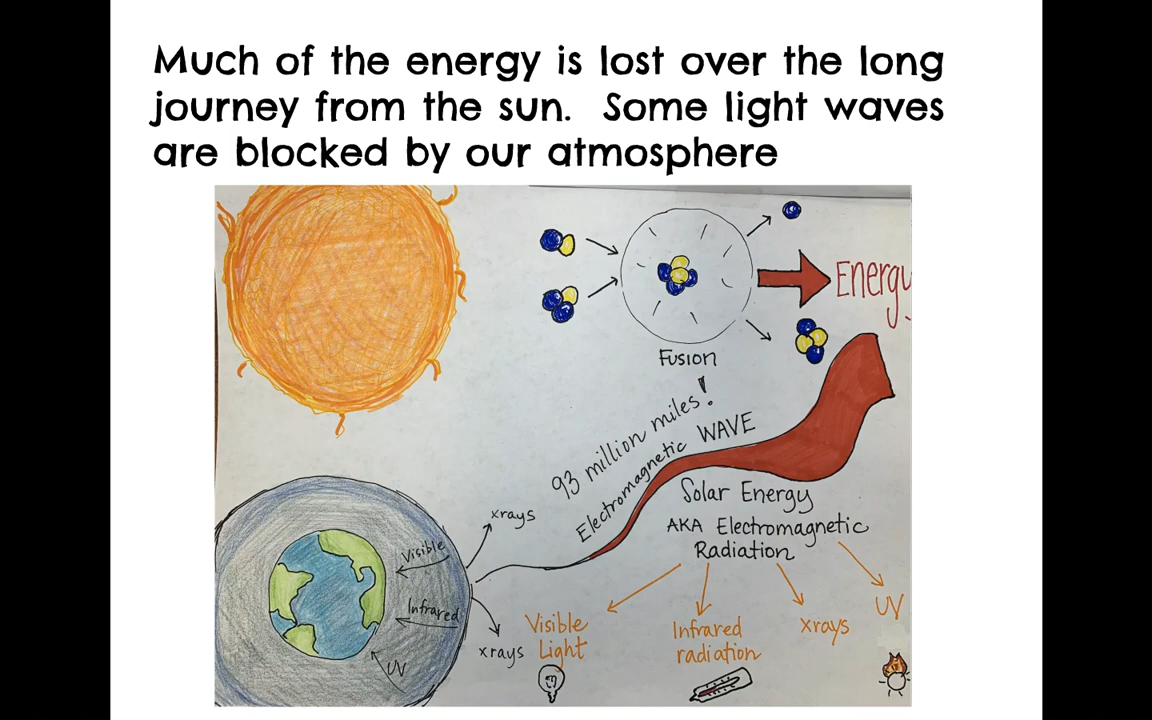 Much of the energy is lost over the long
journey from the sun. Some light waves
are blocked by our atmosphere
Energy
Fusion
93 million miles!
Electromagnetic WAVE
Solar Energy
AKA Electromagnetic
Radiation
xrays
Visible
Infrared
UV
xrays
Visible
Light
Infrared
radiation
xrays
UV